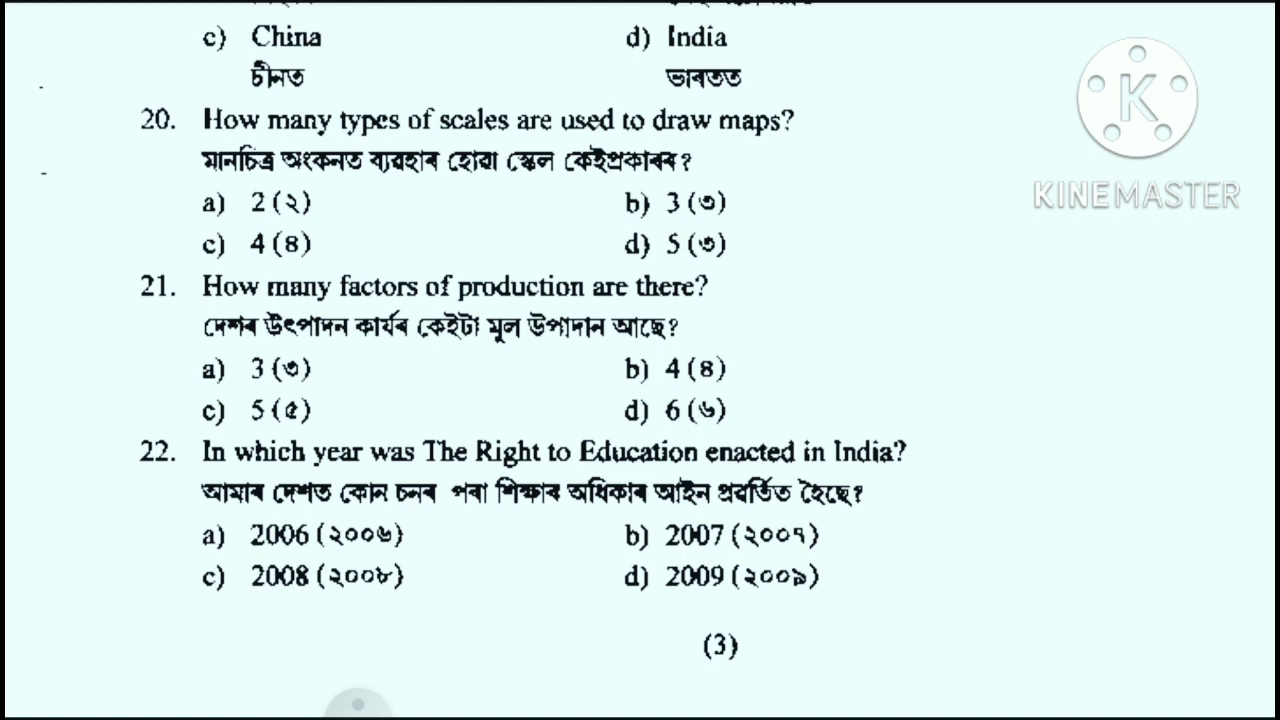 c) China d) India
চীনত ভাৰতত
20. How many types of scales are used to draw maps?
মানচিত্ৰ অংকনত ব্যৱহাৰ হোৱা স্কেল কেইপ্ৰকাৰৰ?
a) 2 (২) b) 3 (৩)
c) 4 (৪) d) 5 (৩)
21. How many factors of production are there?
দেশৰ উৎপাদন কাৰ্যৰ কেইটা মূল উপাদান আছে?
a) 3 (৩) b) 4 (৪)
c) 5 (৫) d) 6 (৬)
22. In which year was The Right to Education enacted in India?
আমাৰ দেশত কোন চনৰ পৰা শিক্ষাৰ অধিকাৰ আইন প্ৰৱৰ্তিত হৈছে?
a) 2006 (২০০৬) b) 2007 (২০০৭)
c) 2008 (২০০৮) d) 2009 (২০০৯)
(3)
K
KINEMASTER